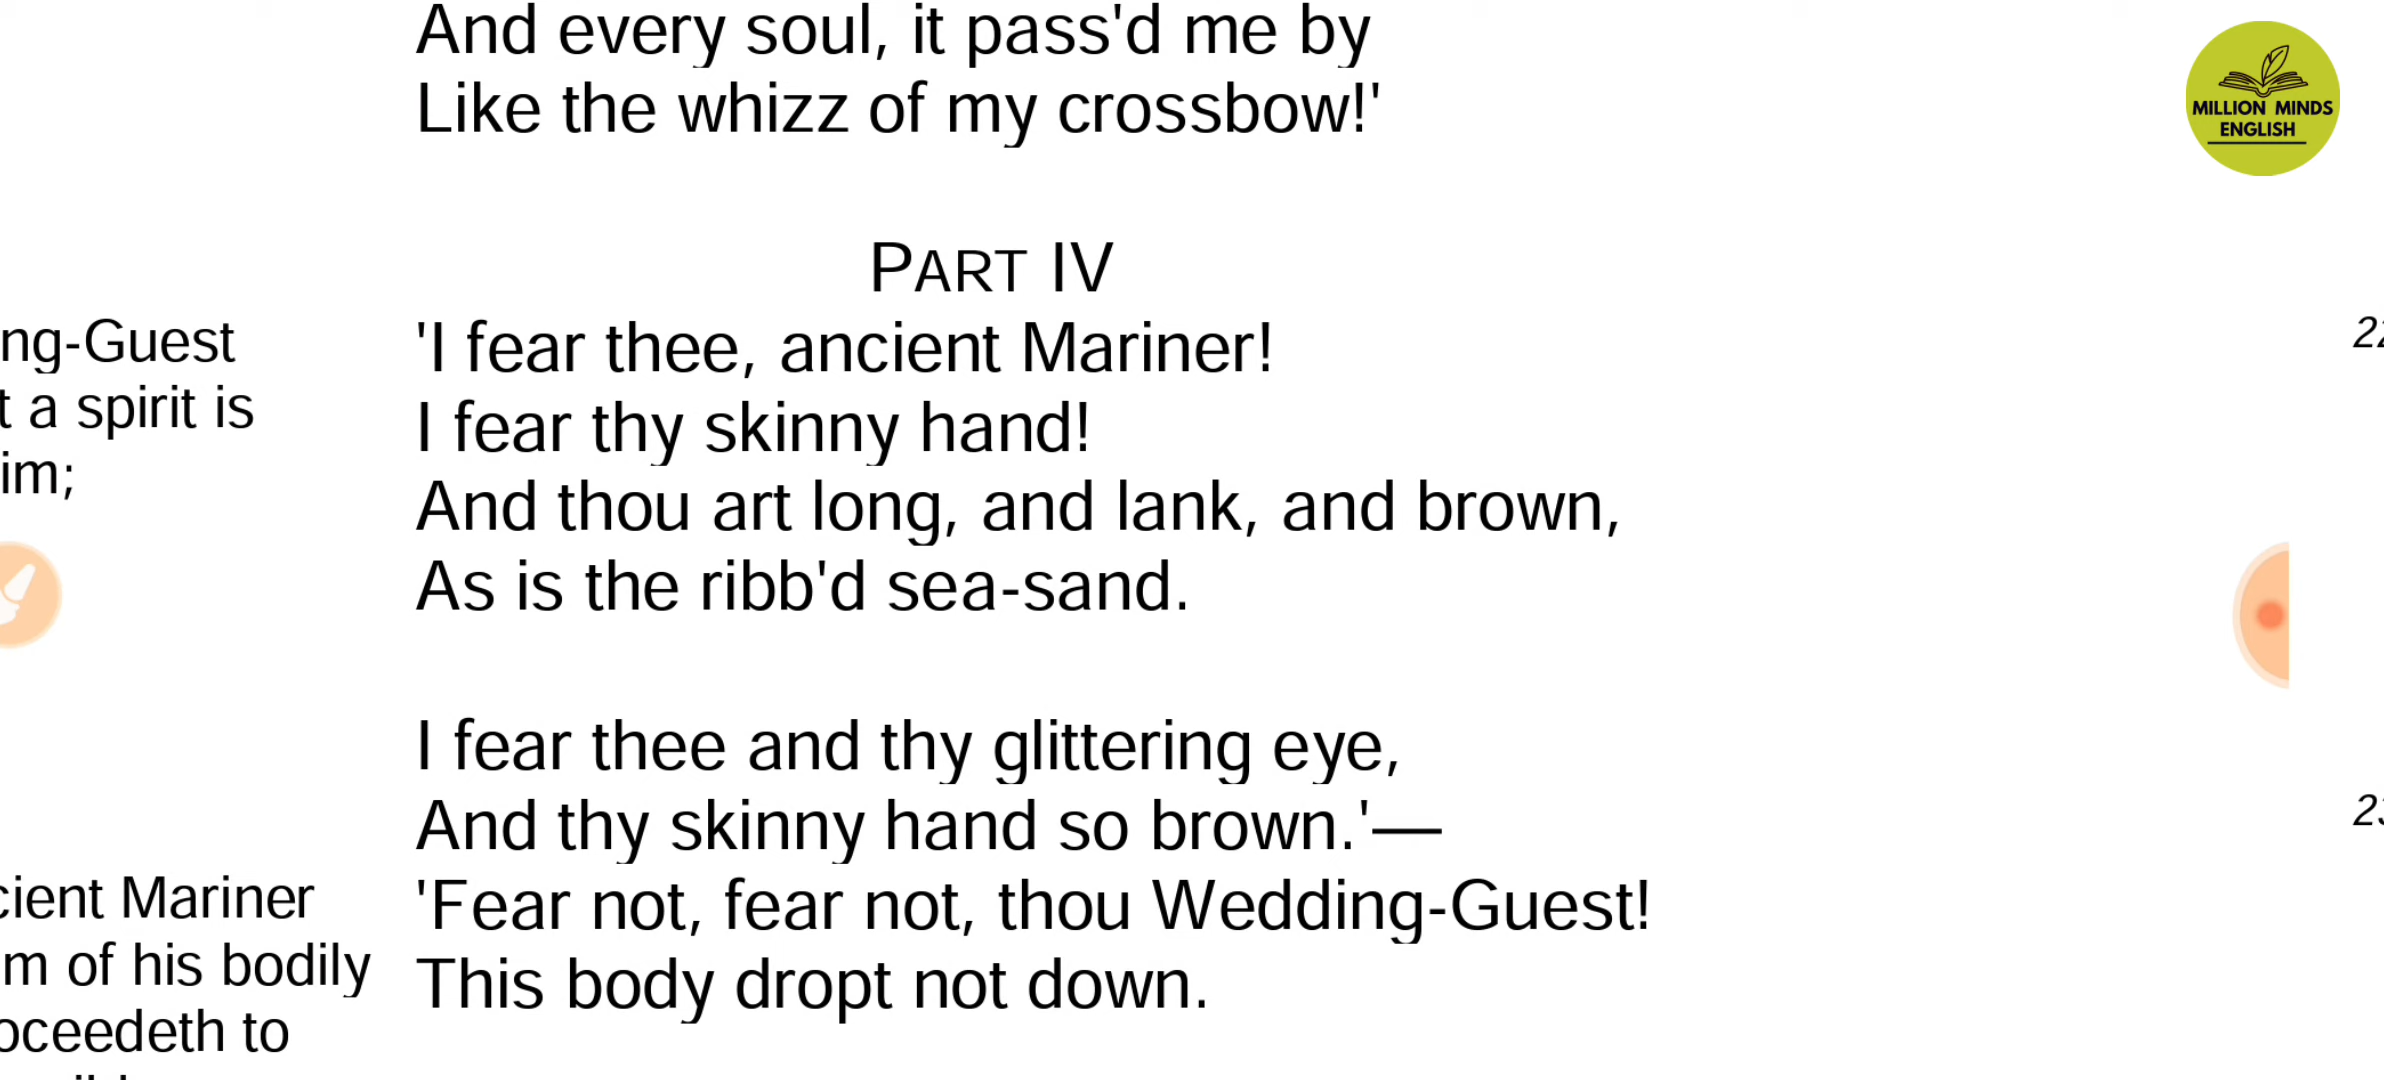 And every soul, it pass'd me by
Like the whizz of my crossbow!'
MILLION MINDS
ENGLISH
PART IV
ng-Guest
t a spirit is
im;
'I fear thee, ancient Mariner!
I fear thy skinny hand!
And thou art long, and lank, and brown,
As is the ribb'd sea-sand.
I fear thee and thy glittering eye,
And thy skinny hand so brown.'—
'Fear not, fear not, thou Wedding-Guest!
This body dropt not down.
cient Mariner
m of his bodily
oceedeth to